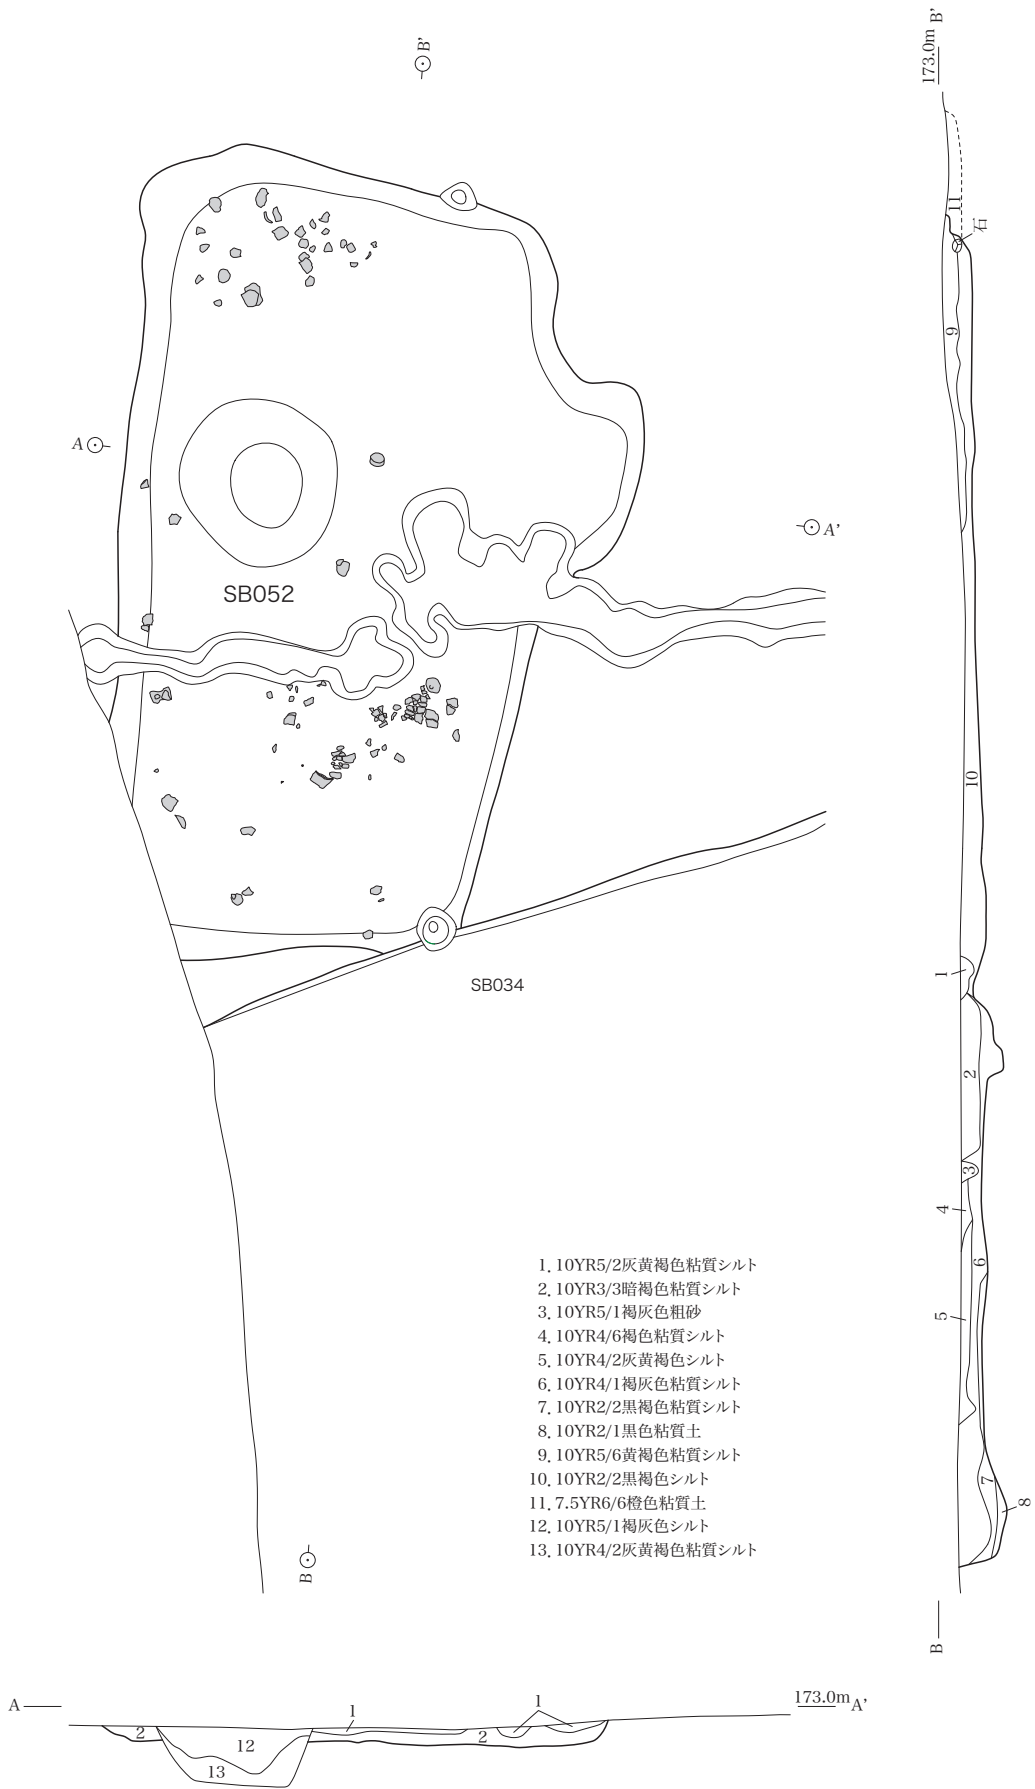 B'
173.0m B'
11
石
9
A
A'
SB052
10
SB034
1
2
3
4
6
5
7
8
1. 10YR5/2灰黄褐色粘質シルト
2. 10YR3/3暗褐色粘質シルト
3. 10YR5/1褐灰色粗砂
4. 10YR4/6褐色粘質シルト
5. 10YR4/2灰黄褐色シルト
6. 10YR4/1褐灰色粘質シルト
7. 10YR2/2黒褐色粘質シルト
8. 10YR2/1黒色粘質土
9. 10YR5/6黄褐色粘質シルト
10. 10YR2/2黒褐色シルト
11. 7.5YR6/6橙色粘質土
12. 10YR5/1褐灰色シルト
13. 10YR4/2灰黄褐色粘質シルト
B
B
A
173.0m A'
1
1
2
12
2
13